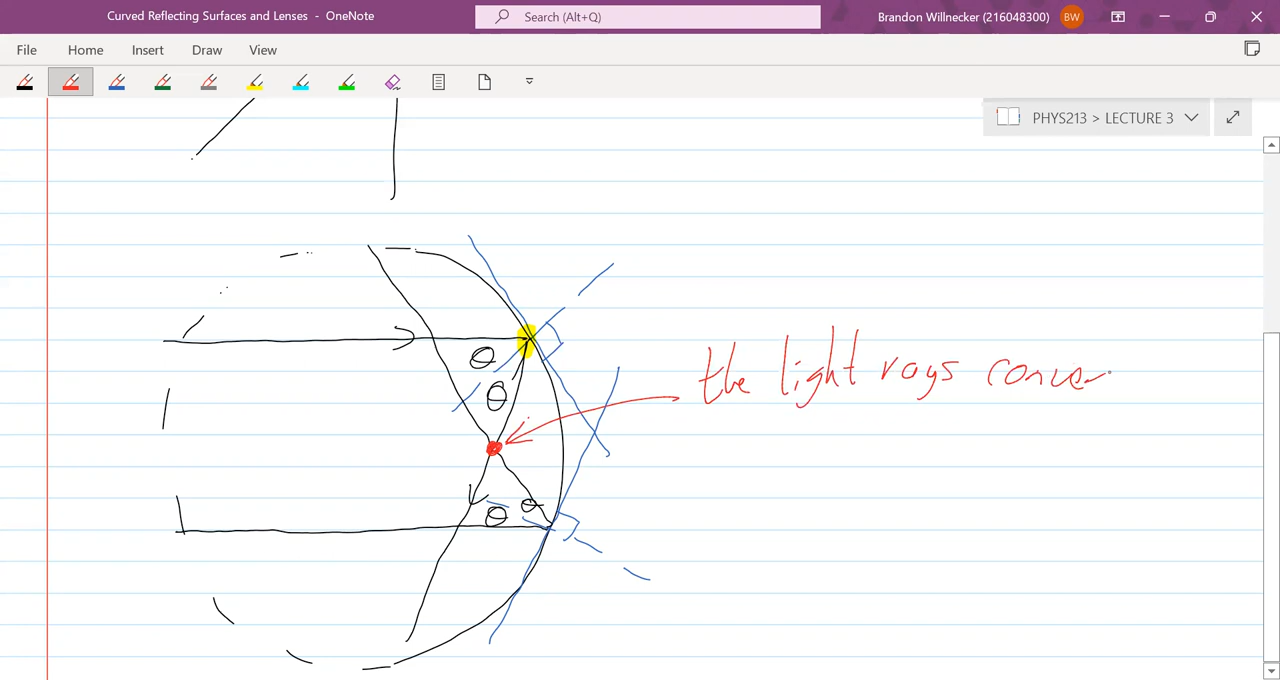 Curved Reflecting Surfaces and Lenses - OneNote
Search (Alt+Q)
Brandon Willnecker (216048300)
BW
File
Home
Insert
Draw
View
PHYS213 > LECTURE 3
the light rays conver
θ
θ
θ
θ